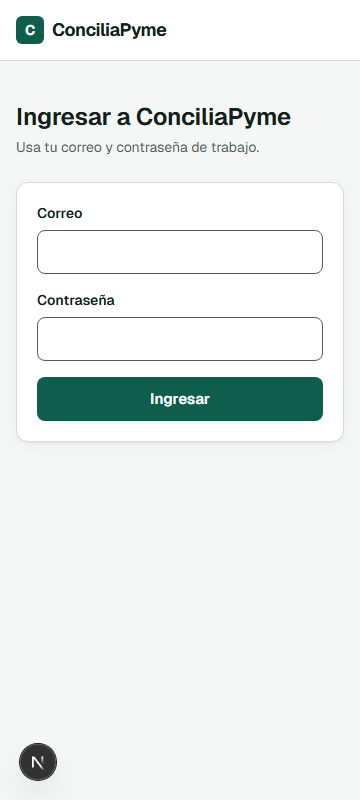 C ConciliaPyme
Ingresar a ConciliaPyme
Usa tu correo y contraseña de trabajo.
Correo
Contraseña
Ingresar
N